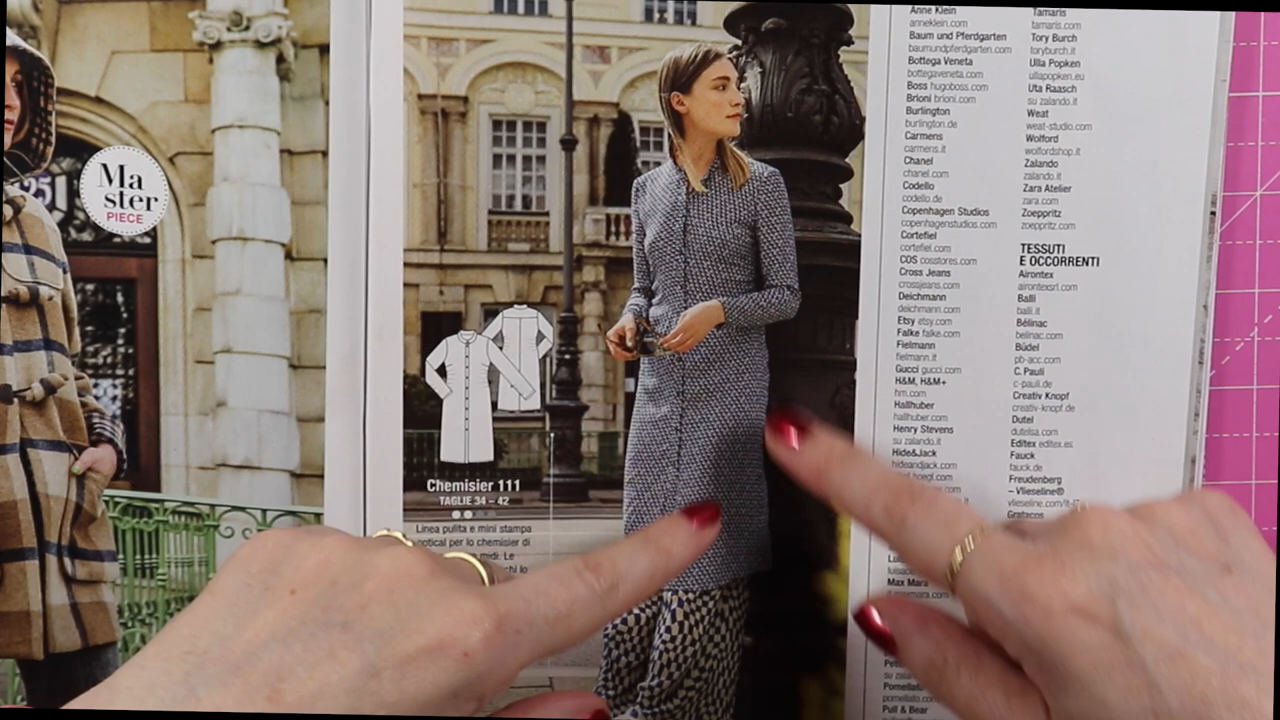 Ma
ster
PIECE
Chemisier 111
TAGLIE 34 – 42
Linea pulita e mini stampa
optical per lo chemisier di
midi. Le
Anne Klein
anneklein.com
Baum und Pferdgarten
baumundpferdgarten.com
Bottega Veneta
bottegaveneta.com
Boss hugoboss.com
Brioni brioni.com
Burlington
burlington.de
Carmens
carmens.it
Chanel
chanel.com
Codello
codello.de
Copenhagen Studios
copenhagenstudios.com
Cortefiel
cortefiel.com
COS cosstores.com
Cross Jeans
crossjeans.com
Deichmann
deichmann.com
Etsy etsy.com
Falke falke.com
Fielmann
fielmann.it
Gucci gucci.com
H&M, H&M+
hm.com
Hallhuber
hallhuber.com
Henry Stevens
su zalando.it
Hide&Jack
hideandjack.com
Max Mara
Pomellato
pomellato.com
Pull & Bear
Tamaris
tamaris.com
Tory Burch
toryburch.it
Ulla Popken
ullapopken.eu
Uta Raasch
su zalando.it
Weat
weat-studio.com
Wolford
wolfordshop.it
Zalando
zalando.it
Zara Atelier
zara.com
Zoeppritz
zoeppritz.com
TESSUTI
E OCCORRENTI
Airontex
airontexsrl.com
Balli
balli.it
Bélinac
belinac.com
Büdel
pb-acc.com
C. Pauli
c-pauli.de
Creativ Knopf
creativ-knopf.de
Dutel
dutelsa.com
Editex editex.es
Fauck
fauck.de
Freudenberg
– Vlieseline®